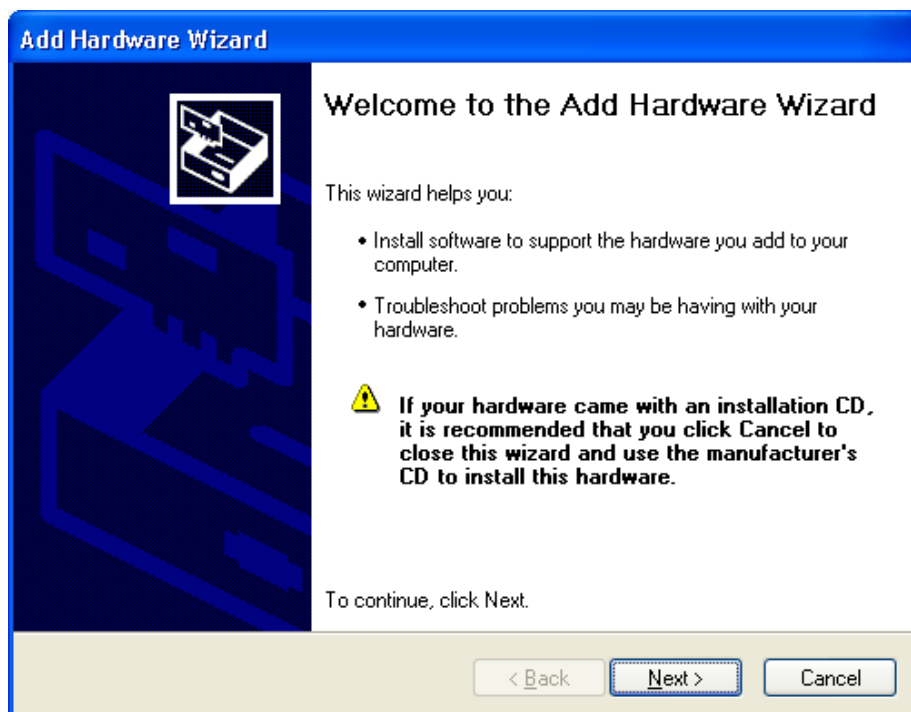 Add Hardware Wizard
Welcome to the Add Hardware Wizard
This wizard helps you:
• Install software to support the hardware you add to your
computer.
• Troubleshoot problems you may be having with your
hardware.
If your hardware came with an installation CD,
it is recommended that you click Cancel to
close this wizard and use the manufacturer's
CD to install this hardware.
To continue, click Next.
< Back Next > Cancel